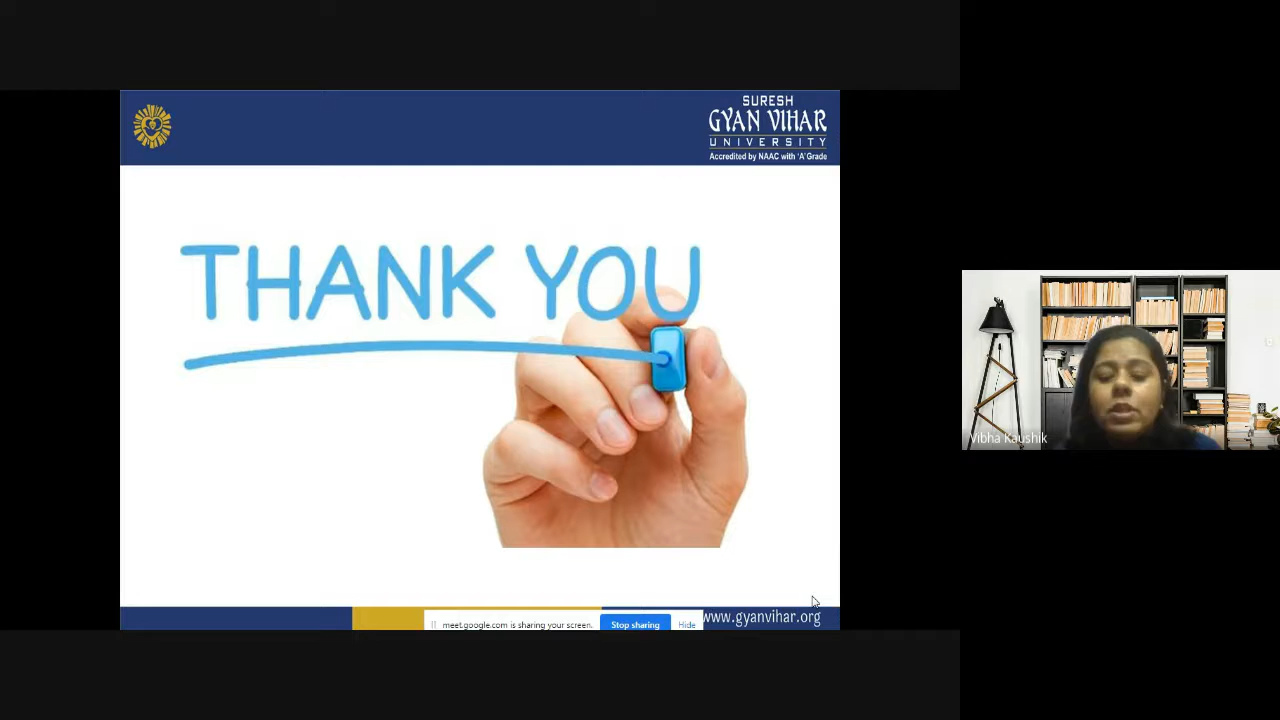 SURESH
GYAN VIHAR
UNIVERSITY
Accredited by NAAC with 'A' Grade
THANK YOU
Vibha Kaushik
www.gyanvihar.org
meet.google.com is sharing your screen.
Stop sharing
Hide